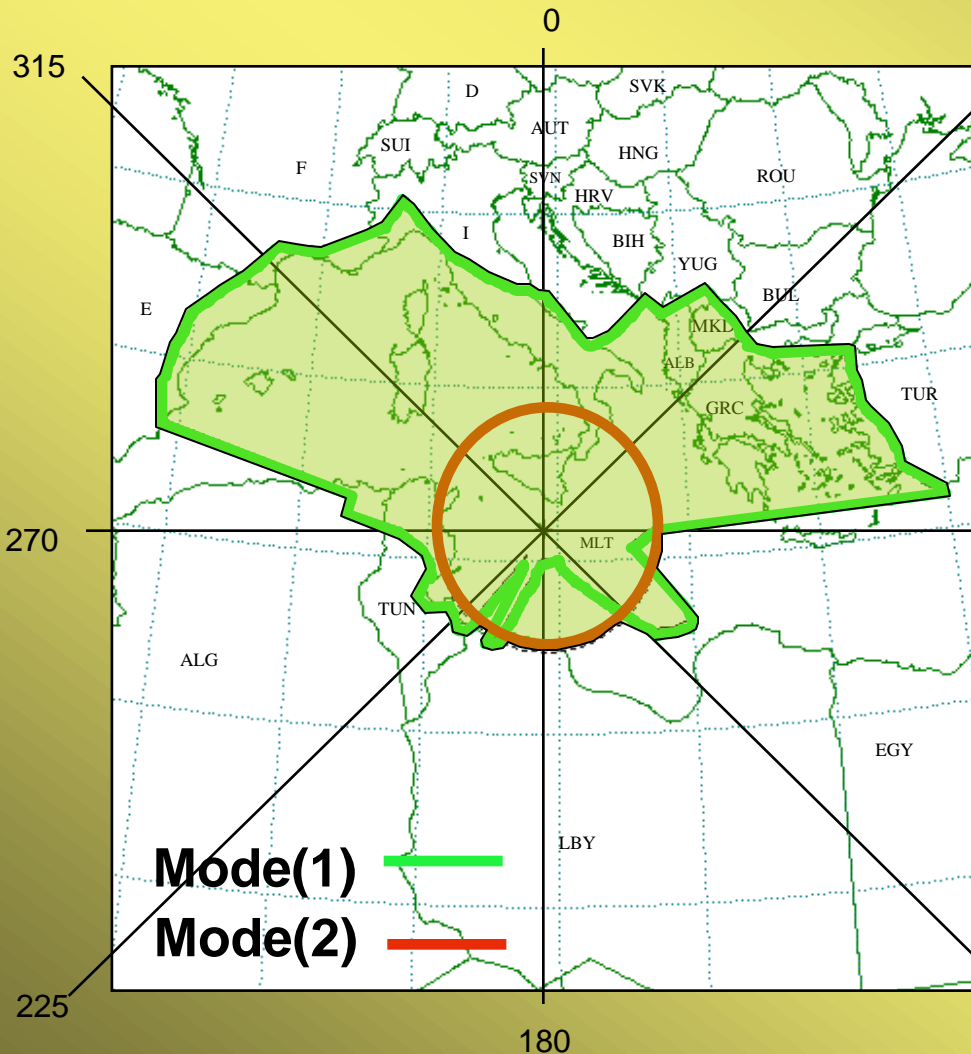 0
315
D
SVK
AUT
SUI
HNG
F
SVN
ROU
HRV
I
BIH
YUG
BUL
E
MKD
ALB
TUR
GRC
270
MLT
TUN
ALG
EGY
LBY
Mode(1)
Mode(2)
225
180